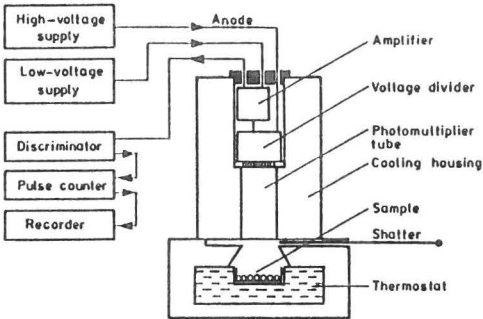 High-voltage
supply
Anode
Low-voltage
supply
Discriminator
Pulse counter
Recorder
Amplifier
Voltage divider
Photomultiplier
tube
Cooling housing
Sample
Shatter
Thermostat